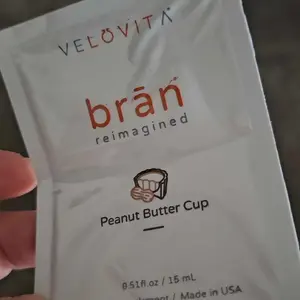 VELOVITA
brān
reimagined
Peanut Butter Cup
0.51fl.oz / 15 mL
/ Made in USA